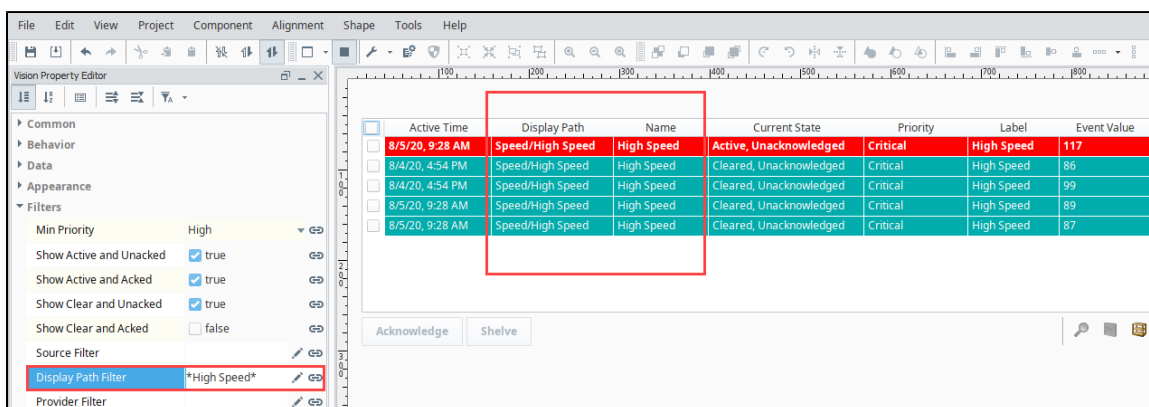 File Edit View Project Component Alignment Shape Tools Help
Vision Property Editor
Common
Behavior
Data
Appearance
Filters
Min Priority High
Show Active and Unacked true
Show Active and Acked true
Show Clear and Unacked true
Show Clear and Acked false
Source Filter
Display Path Filter *High Speed*
Provider Filter
100 200 300 400 500 600 700 800
Active Time Display Path Name Current State Priority Label Event Value
8/5/20, 9:28 AM Speed/High Speed High Speed Active, Unacknowledged Critical High Speed 117
8/4/20, 4:54 PM Speed/High Speed High Speed Cleared, Unacknowledged Critical High Speed 86
8/4/20, 4:54 PM Speed/High Speed High Speed Cleared, Unacknowledged Critical High Speed 99
8/5/20, 9:28 AM Speed/High Speed High Speed Cleared, Unacknowledged Critical High Speed 89
8/5/20, 9:28 AM Speed/High Speed High Speed Cleared, Unacknowledged Critical High Speed 87
Acknowledge Shelve